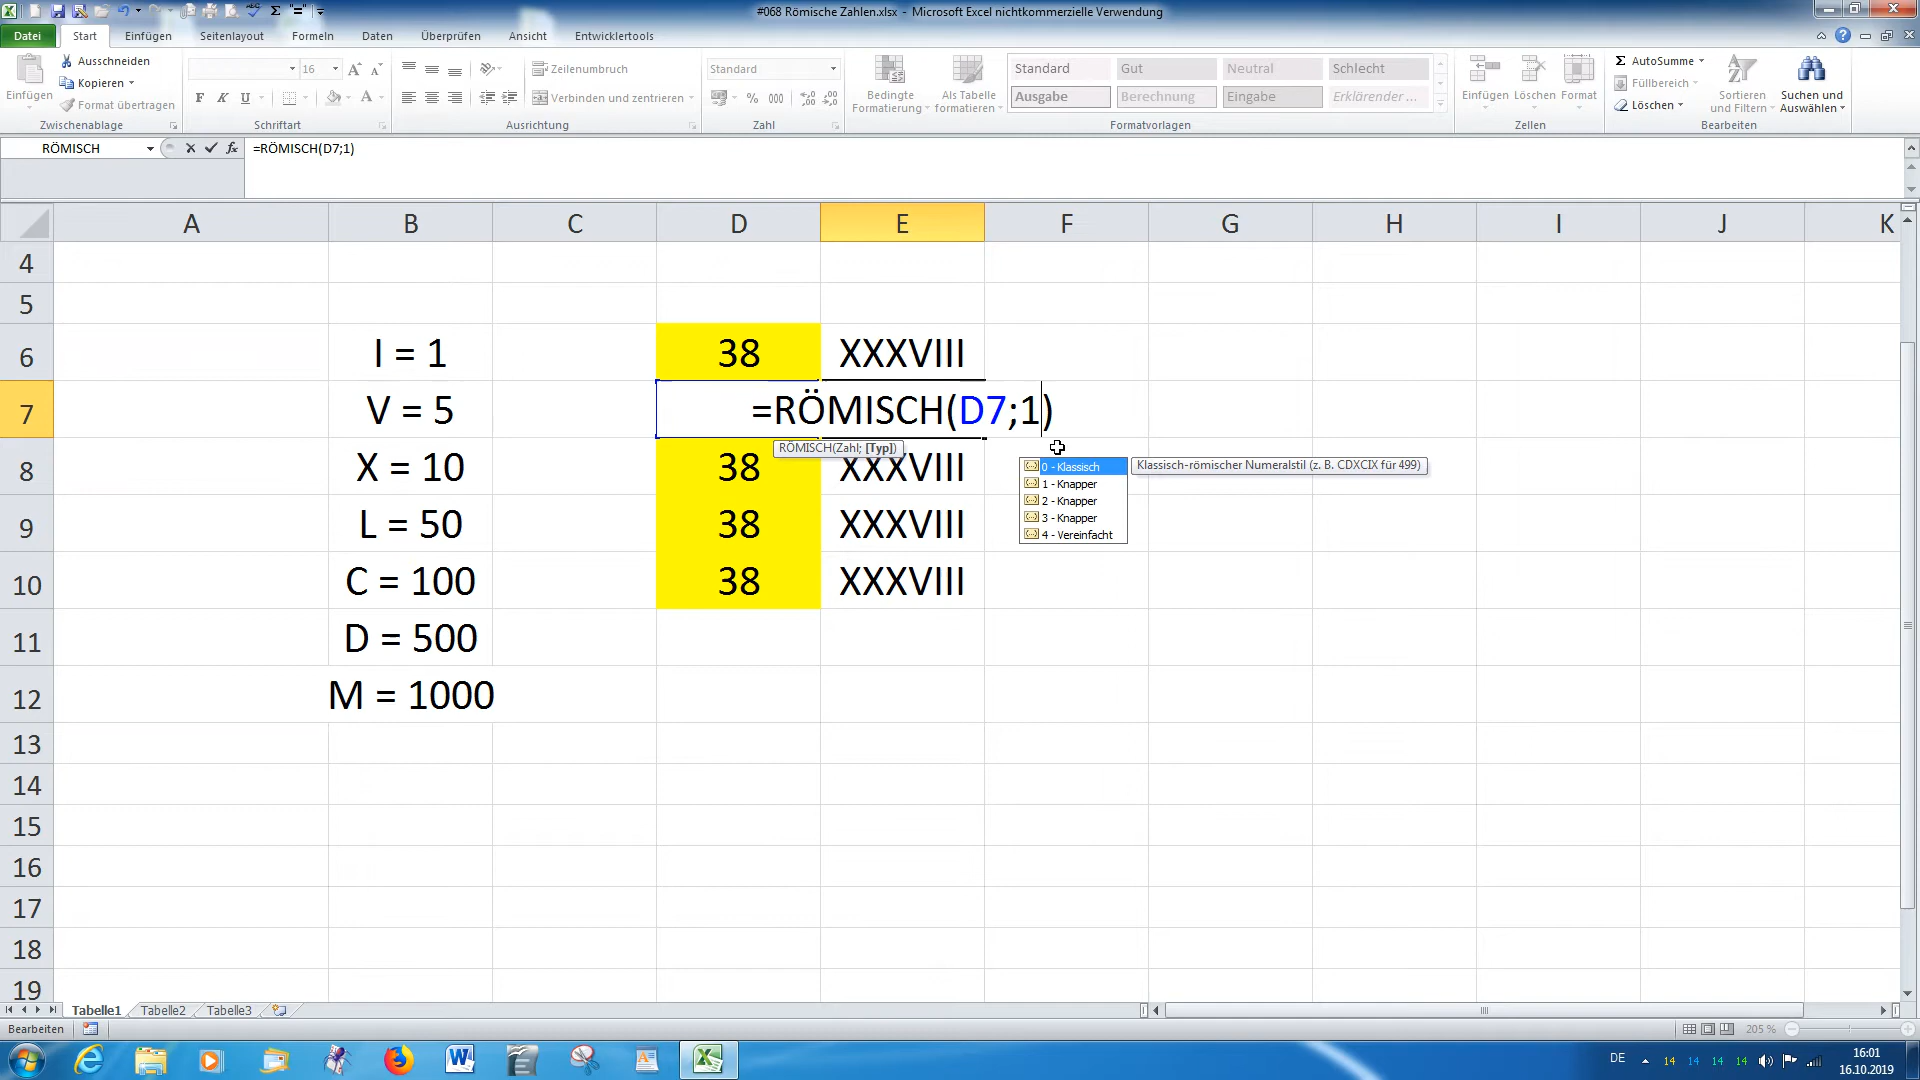 #068 Römische Zahlen.xlsx - Microsoft Excel nichtkommerzielle Verwendung
Datei Start Einfügen Seitenlayout Formeln Daten Überprüfen Ansicht Entwicklertools
Einfügen
Ausschneiden
Kopieren
Format übertragen
Zwischenablage
16
F K U
Schriftart
Zeilenumbruch
Verbinden und zentrieren
Ausrichtung
Standard
% 000
Zahl
Bedingte Formatierung
Als Tabelle formatieren
Standard Gut Neutral Schlecht
Ausgabe Berechnung Eingabe Erklärender ...
Formatvorlagen
Einfügen Löschen Format
Zellen
Σ AutoSumme
Füllbereich
Löschen
Sortieren und Filtern
Suchen und Auswählen
Bearbeiten
RÖMISCH fx =RÖMISCH(D7;1)
A B C D E F G H I J K
4
5
6 I = 1 38 XXXVIII
7 V = 5 =RÖMISCH(D7;1)
RÖMISCH(Zahl; [Typ])
8 X = 10 38 XXXVIII
0 - Klassisch Klassisch-römischer Numeralstil (z. B. CDXCIX für 499)
1 - Knapper
2 - Knapper
3 - Knapper
4 - Vereinfacht
9 L = 50 38 XXXVIII
10 C = 100 38 XXXVIII
11 D = 500
12 M = 1000
13
14
15
16
17
18
19
Tabelle1 Tabelle2 Tabelle3
Bearbeiten 205 %
DE 14 14 14 14 16:01
16.10.2019